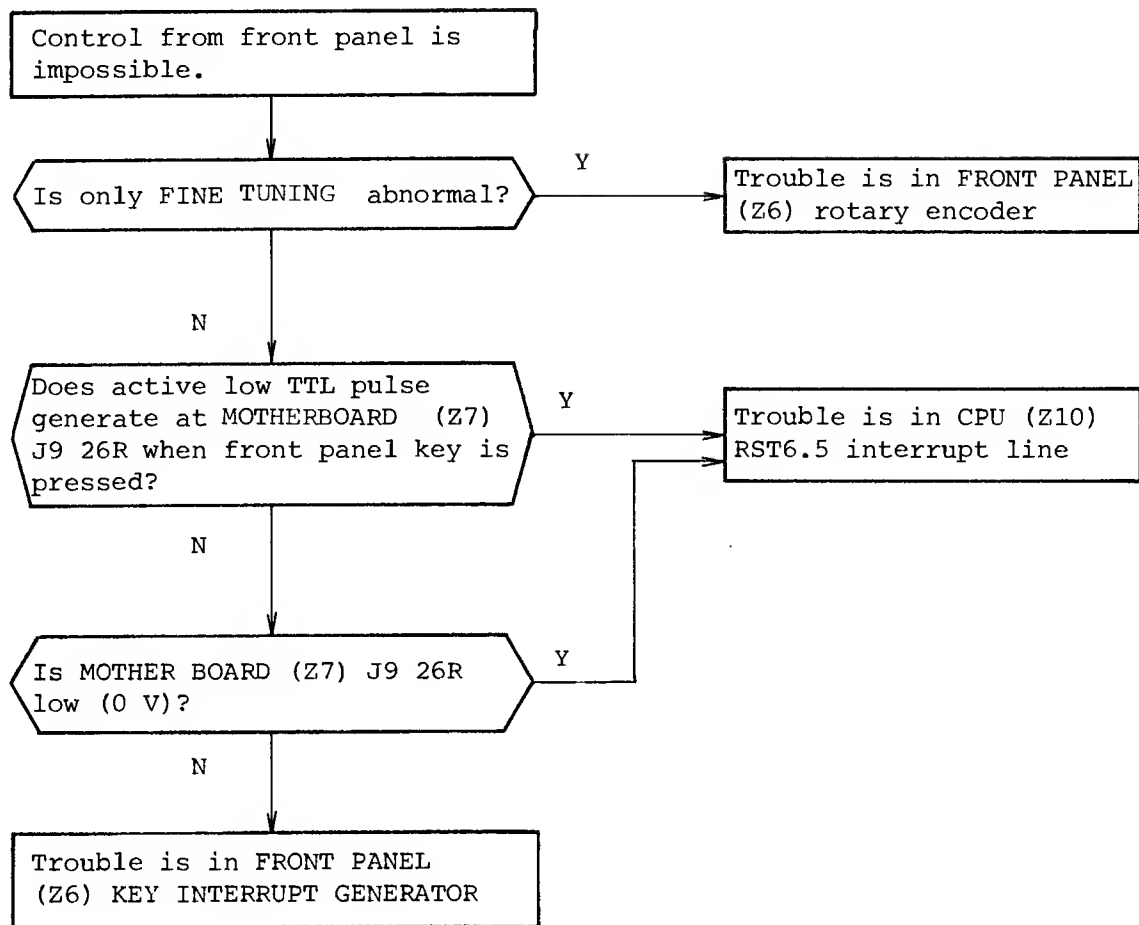 Control from front panel is
impossible.
Is only FINE TUNING abnormal?
Y
Trouble is in FRONT PANEL
(Z6) rotary encoder
N
Does active low TTL pulse
generate at MOTHERBOARD (Z7)
J9 26R when front panel key is
pressed?
Y
Trouble is in CPU (Z10)
RST6.5 interrupt line
N
Is MOTHER BOARD (Z7) J9 26R
low (0 V)?
Y
N
Trouble is in FRONT PANEL
(Z6) KEY INTERRUPT GENERATOR